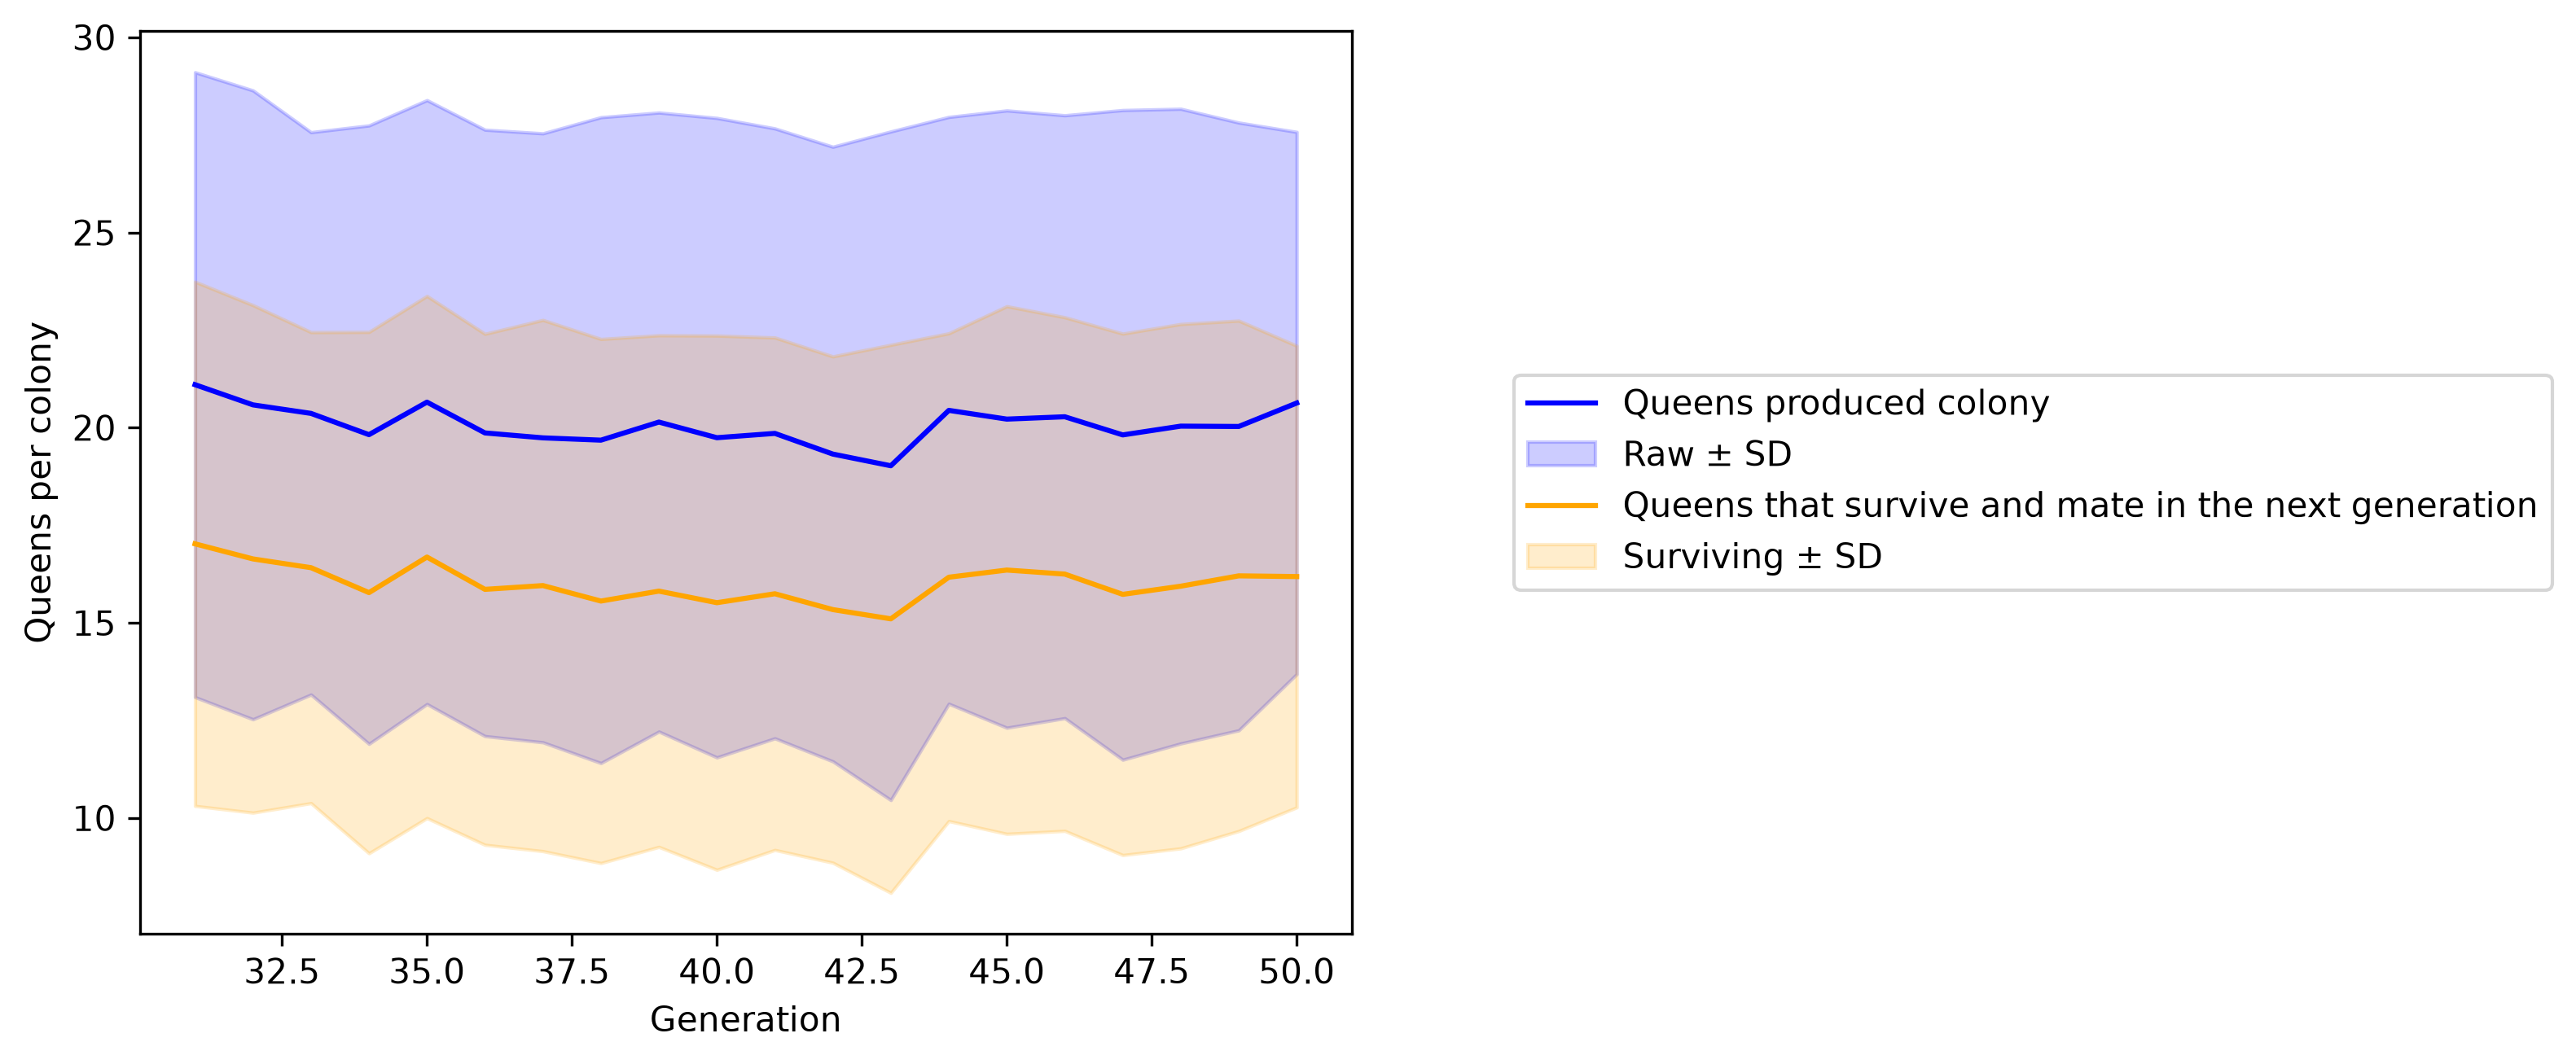 30
25
20
15
10
Queens per colony
32.5 35.0 37.5 40.0 42.5 45.0 47.5 50.0
Generation
Queens produced colony
Raw ± SD
Queens that survive and mate in the next generation
Surviving ± SD